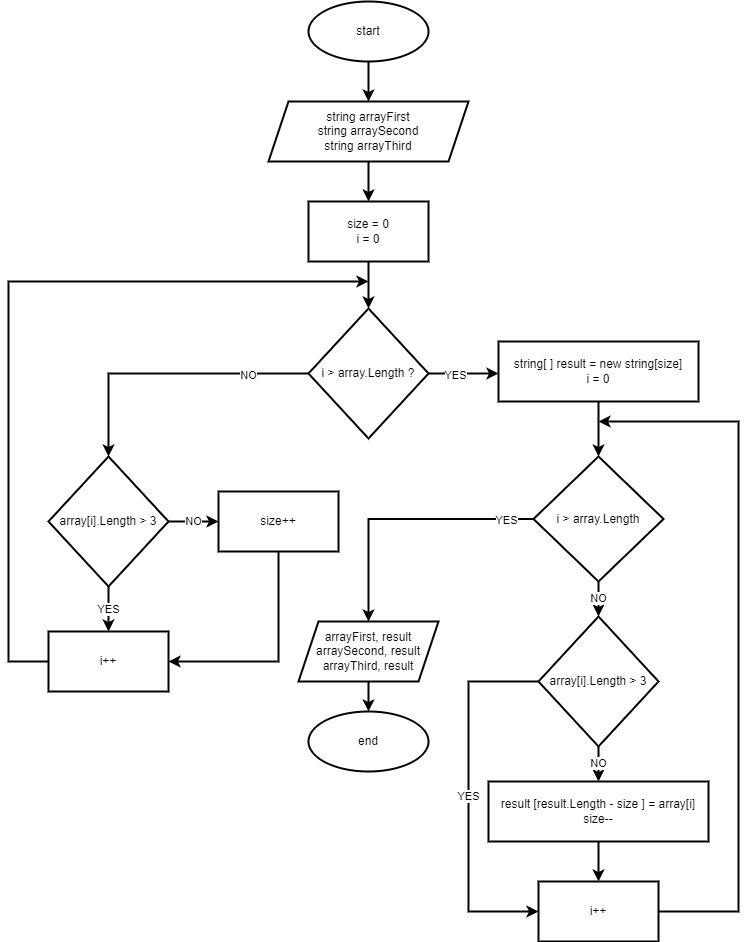 start
string arrayFirst
string arraySecond
string arrayThird
size = 0
i = 0
i > array.Length ?
NO
YES
string[ ] result = new string[size]
i = 0
array[i].Length > 3
NO
size++
YES
i++
i > array.Length
YES
NO
arrayFirst, result
arraySecond, result
arrayThird, result
end
array[i].Length > 3
NO
YES
result [result.Length - size ] = array[i]
size--
i++